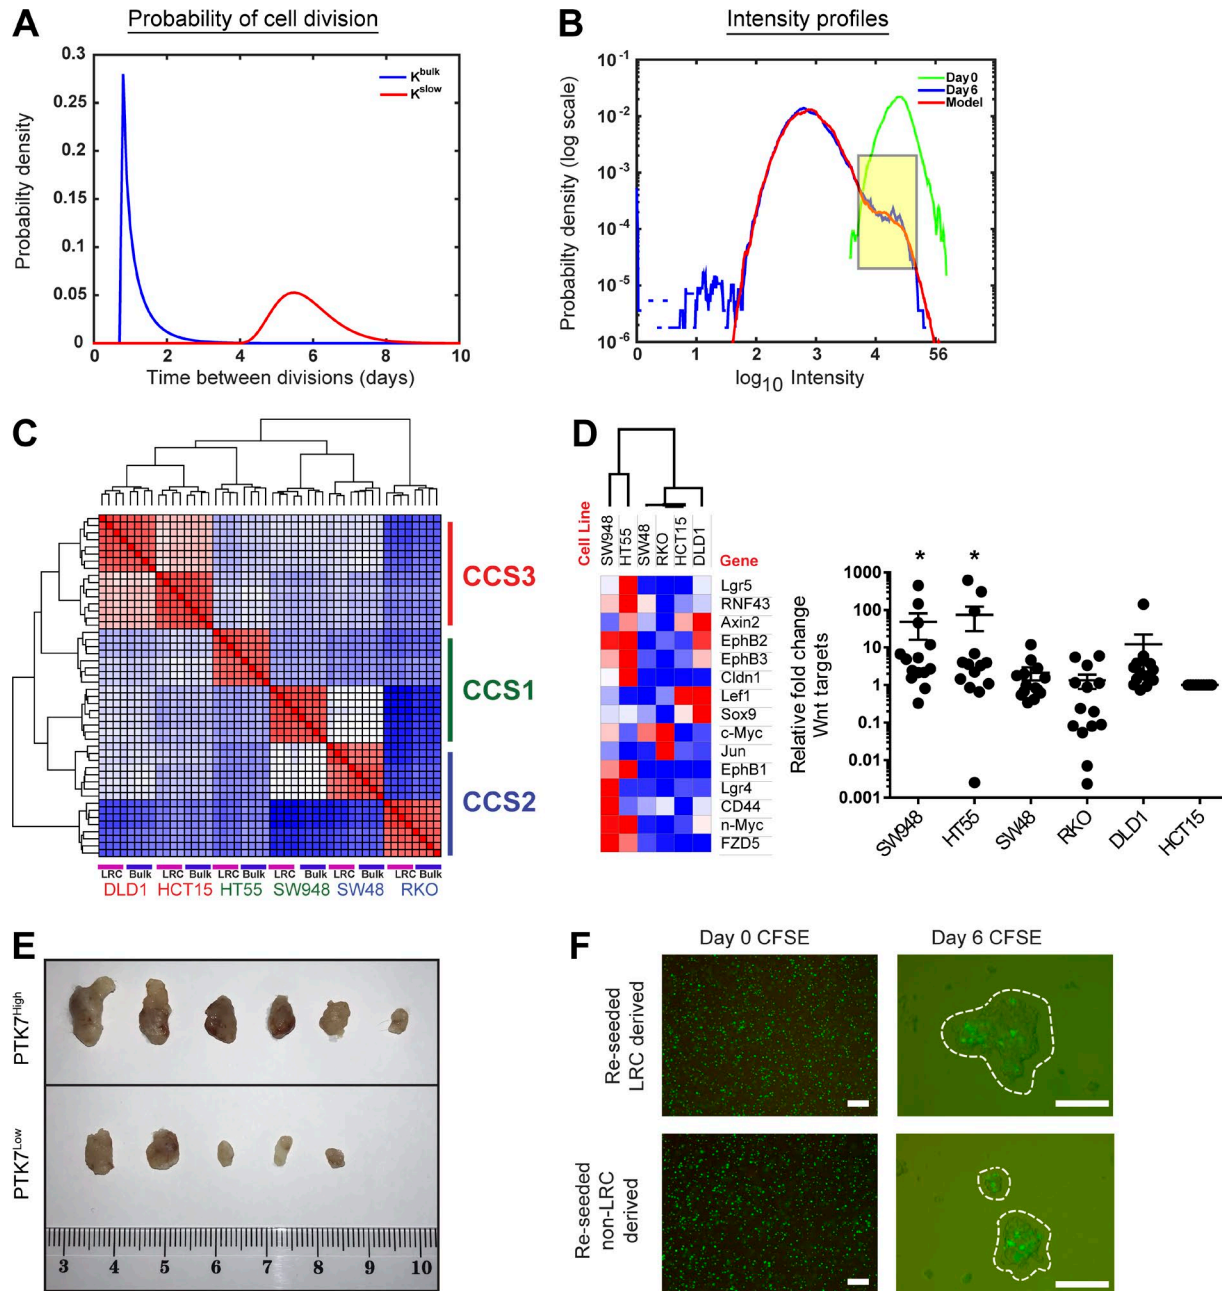 A
Probability of cell division
0.3
0.25
0.2
0.15
0.1
0.05
0
Probabilty density
K^bulk
K^slow
0 2 4 6 8 10
Time between divisions (days)
B
Intensity profiles
10^-1
10^-2
10^-3
10^-4
10^-5
10^-6
Probability density (log scale)
Day 0
Day 6
Model
0 1 2 3 4 56
log10 Intensity
C
CCS3
CCS1
CCS2
LRC Bulk LRC Bulk LRC Bulk LRC Bulk LRC Bulk LRC Bulk
DLD1 HCT15 HT55 SW948 SW48 RKO
D
Cell Line
SW948
HT55
SW48
RKO
HCT15
DLD1
Gene
Lgr5
RNF43
Axin2
EphB2
EphB3
Cldn1
Lef1
Sox9
c-Myc
Jun
EphB1
Lgr4
CD44
n-Myc
FZD5
Relative fold change
Wnt targets
1000
100
10
1
0.1
0.01
0.001
* *
SW948
HT55
SW48
RKO
DLD1
HCT15
E
PTK7^High
PTK7^Low
3 4 5 6 7 8 9 10
F
Day 0 CFSE
Day 6 CFSE
Re-seeded
LRC derived
Re-seeded
non-LRC
derived